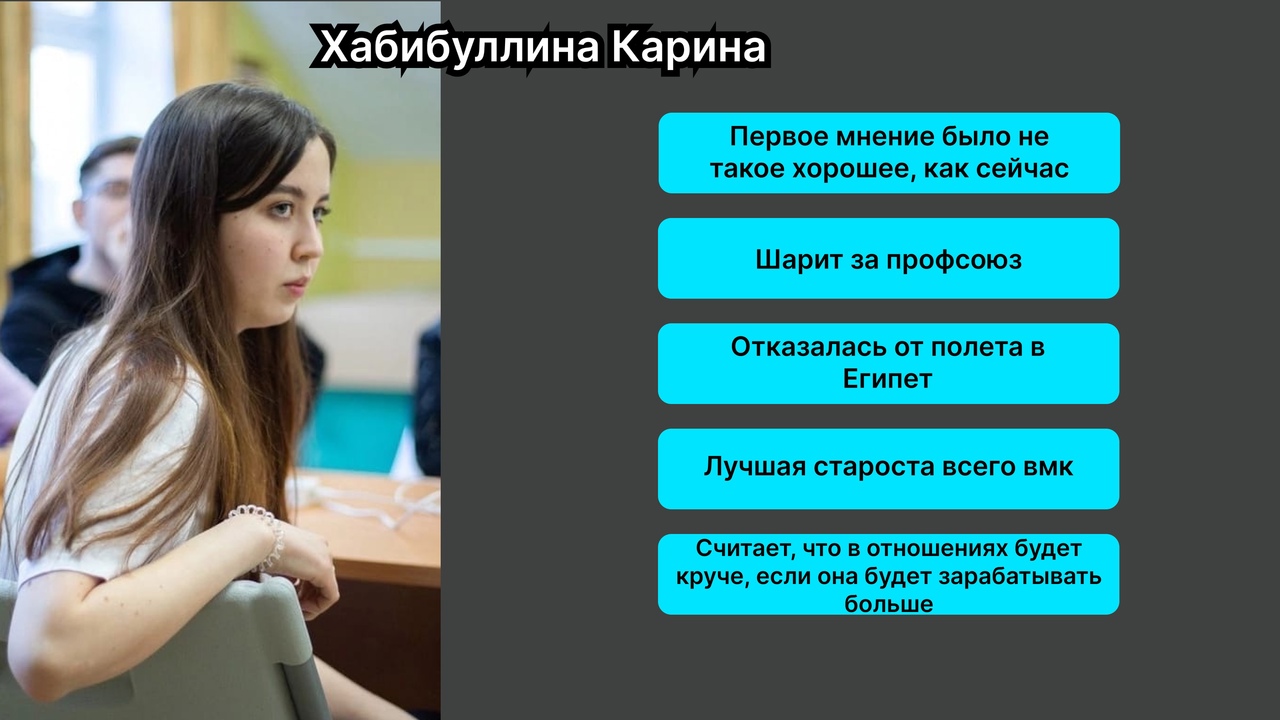 Хабибуллина Карина
Первое мнение было не
такое хорошее, как сейчас
Шарит за профсоюз
Отказалась от полета в
Египет
Лучшая староста всего вмк
Считает, что в отношениях будет
круче, если она будет зарабатывать
больше